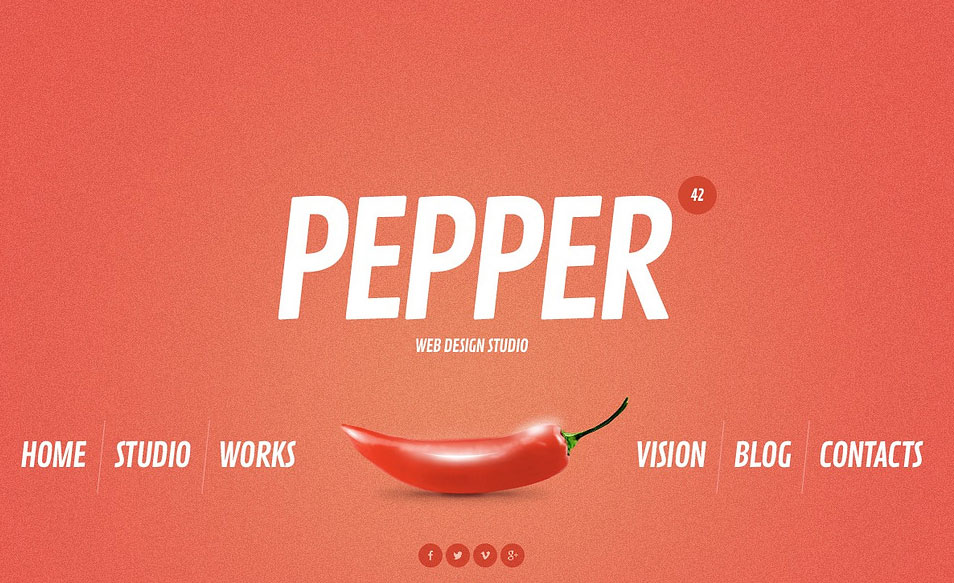 42
PEPPER
WEB DESIGN STUDIO
HOME STUDIO WORKS VISION BLOG CONTACTS
f g+